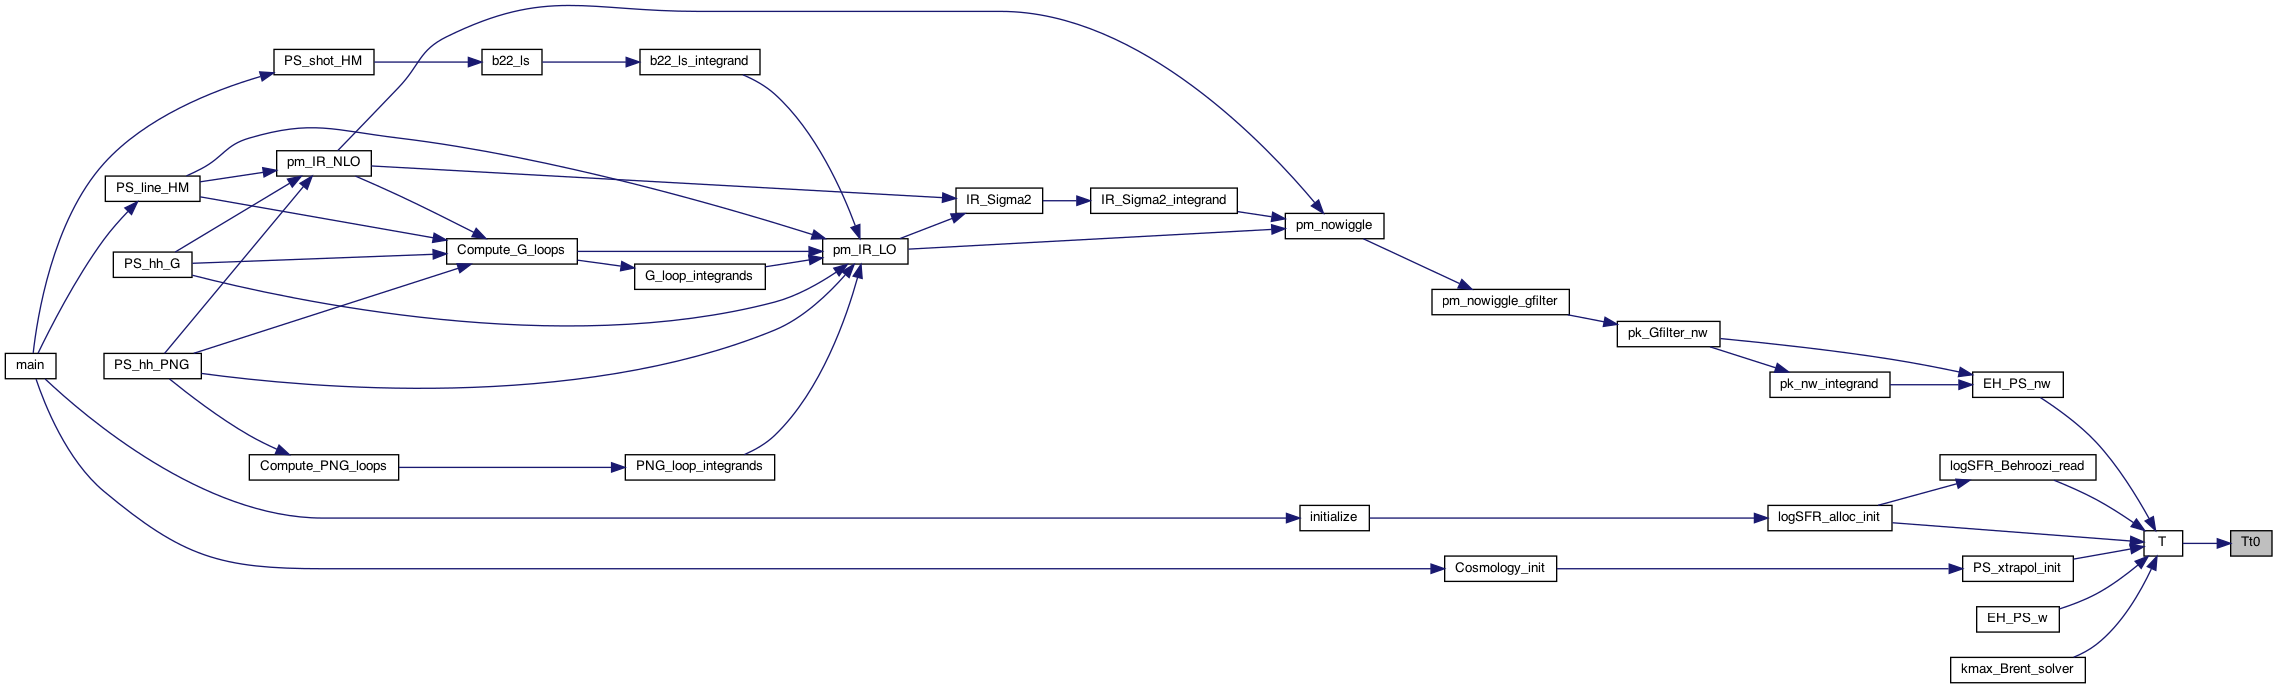 PS_shot_HM
b22_ls
b22_ls_integrand
pm_IR_NLO
PS_line_HM
IR_Sigma2
IR_Sigma2_integrand
pm_nowiggle
Compute_G_loops
pm_IR_LO
PS_hh_G
G_loop_integrands
pm_nowiggle_gfilter
pk_Gfilter_nw
main
PS_hh_PNG
pk_nw_integrand
EH_PS_nw
Compute_PNG_loops
PNG_loop_integrands
logSFR_Behroozi_read
initialize
logSFR_alloc_init
T
Tt0
Cosmology_init
PS_xtrapol_init
EH_PS_w
kmax_Brent_solver